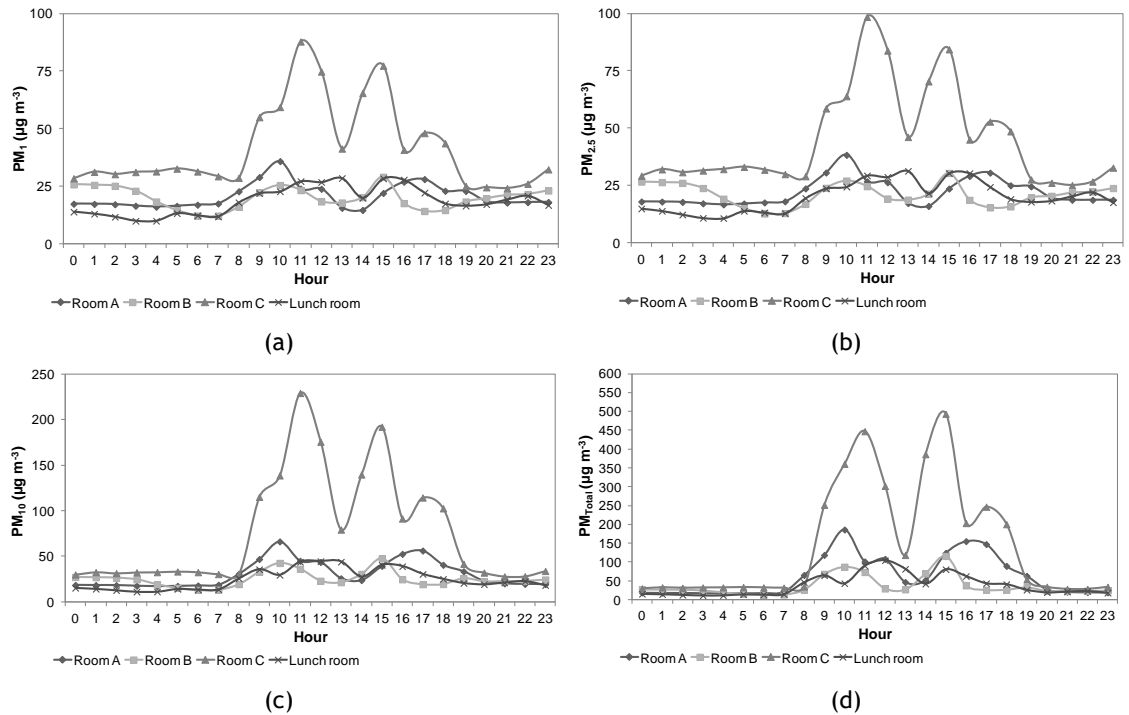 100
75
50
25
0
PM1 (µg m-3)
0 1 2 3 4 5 6 7 8 9 10 11 12 13 14 15 16 17 18 19 20 21 22 23
Hour
Room A Room B Room C Lunch room
(a)
100
75
50
25
0
PM2.5 (µg m-3)
0 1 2 3 4 5 6 7 8 9 10 11 12 13 14 15 16 17 18 19 20 21 22 23
Hour
Room A Room B Room C Lunch room
(b)
250
200
150
100
50
0
PM10 (µg m-3)
0 1 2 3 4 5 6 7 8 9 10 11 12 13 14 15 16 17 18 19 20 21 22 23
Hour
Room A Room B Room C Lunch room
(c)
600
550
500
450
400
350
300
250
200
150
100
50
0
PMTotal (µg m-3)
0 1 2 3 4 5 6 7 8 9 10 11 12 13 14 15 16 17 18 19 20 21 22 23
Hour
Room A Room B Room C Lunch room
(d)